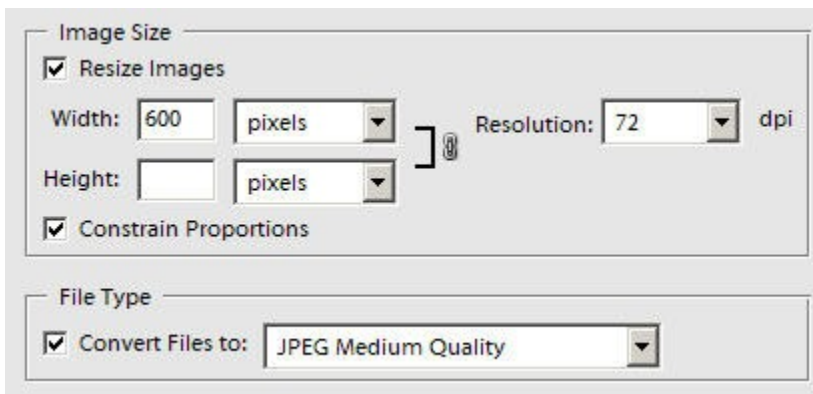 Image Size
Resize Images
Width: 600 pixels Resolution: 72 dpi
Height: pixels
Constrain Proportions
File Type
Convert Files to: JPEG Medium Quality